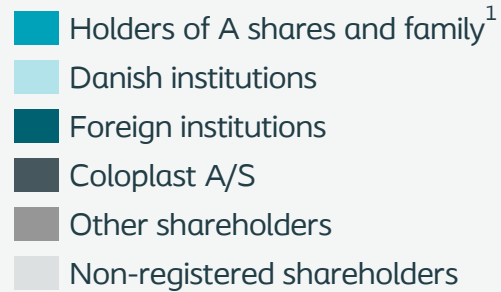 Holders of A shares and family¹
Danish institutions
Foreign institutions
Coloplast A/S
Other shareholders
Non-registered shareholders